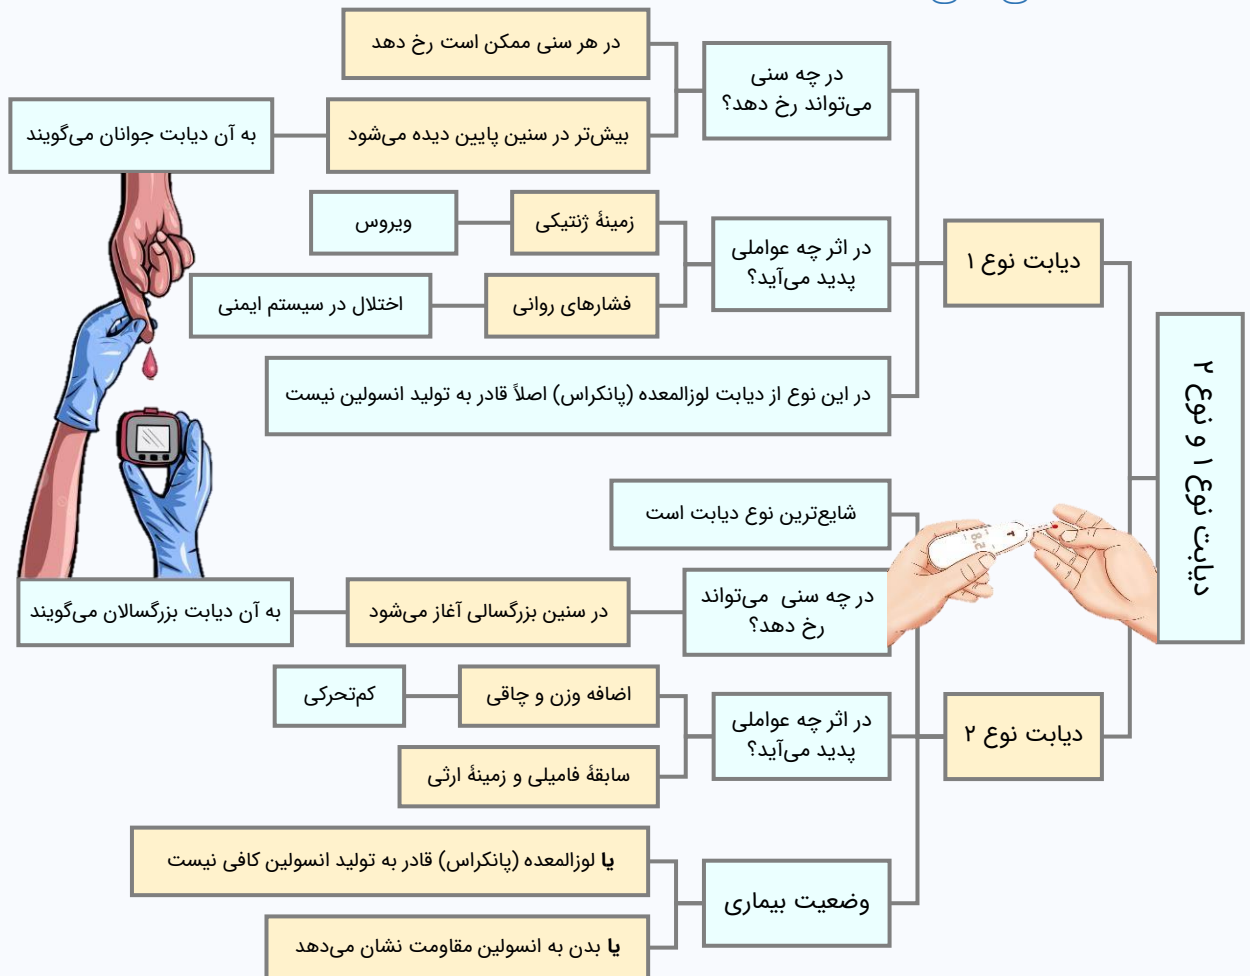 دیابت نوع ۱ و نوع ۲
دیابت نوع ۱
در چه سنی
می‌تواند رخ دهد؟
در هر سنی ممکن است رخ دهد
بیش‌تر در سنین پایین دیده می‌شود
به آن دیابت جوانان می‌گویند
در اثر چه عواملی
پدید می‌آید؟
زمینهٔ ژنتیکی
ویروس
فشارهای روانی
اختلال در سیستم ایمنی
در این نوع از دیابت لوزالمعده (پانکراس) اصلاً قادر به تولید انسولین نیست
دیابت نوع ۲
شایع‌ترین نوع دیابت است
در چه سنی می‌تواند
رخ دهد؟
در سنین بزرگسالی آغاز می‌شود
به آن دیابت بزرگسالان می‌گویند
در اثر چه عواملی
پدید می‌آید؟
اضافه وزن و چاقی
کم‌تحرکی
سابقهٔ فامیلی و زمینهٔ ارثی
وضعیت بیماری
یا لوزالمعده (پانکراس) قادر به تولید انسولین کافی نیست
یا بدن به انسولین مقاومت نشان می‌دهد